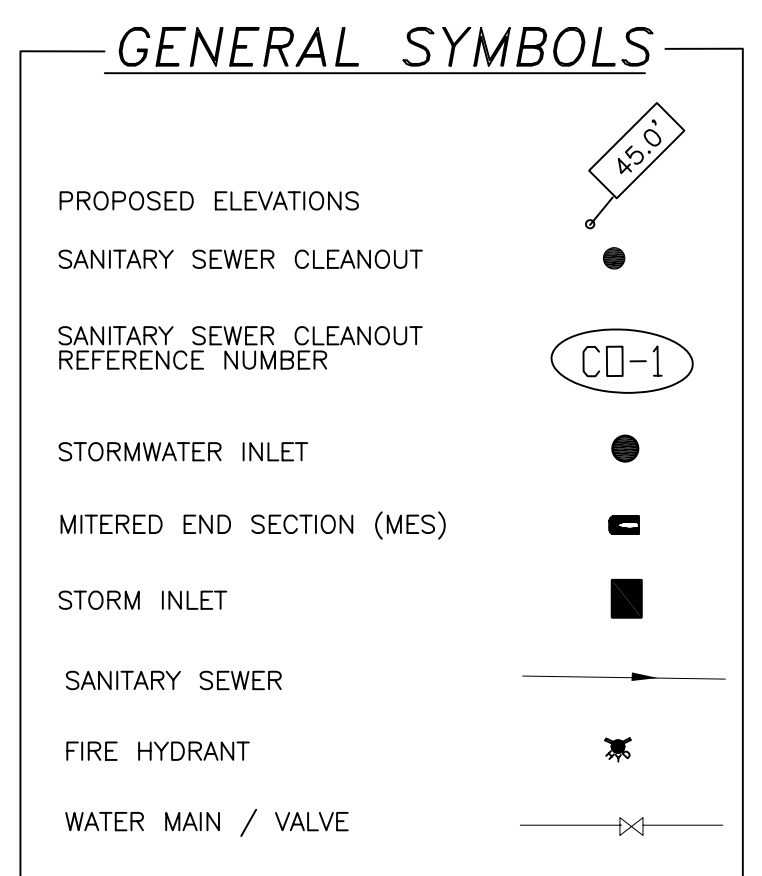 GENERAL SYMBOLS
45.0'
PROPOSED ELEVATIONS
SANITARY SEWER CLEANOUT
SANITARY SEWER CLEANOUT
REFERENCE NUMBER
CO-1
STORMWATER INLET
MITERED END SECTION (MES)
STORM INLET
SANITARY SEWER
FIRE HYDRANT
WATER MAIN / VALVE